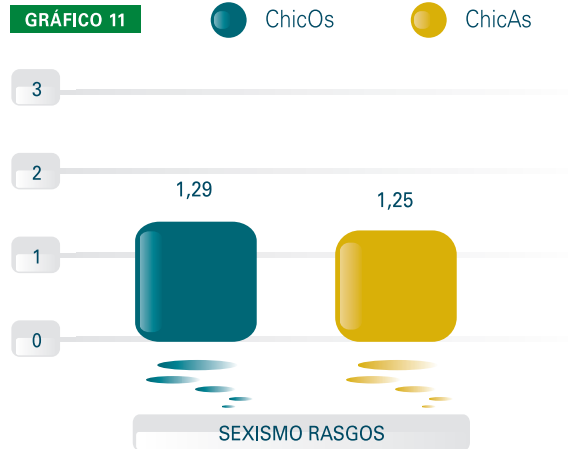 GRÁFICO 11
ChicOs
ChicAs
3
2
1,29
1,25
1
0
SEXISMO RASGOS